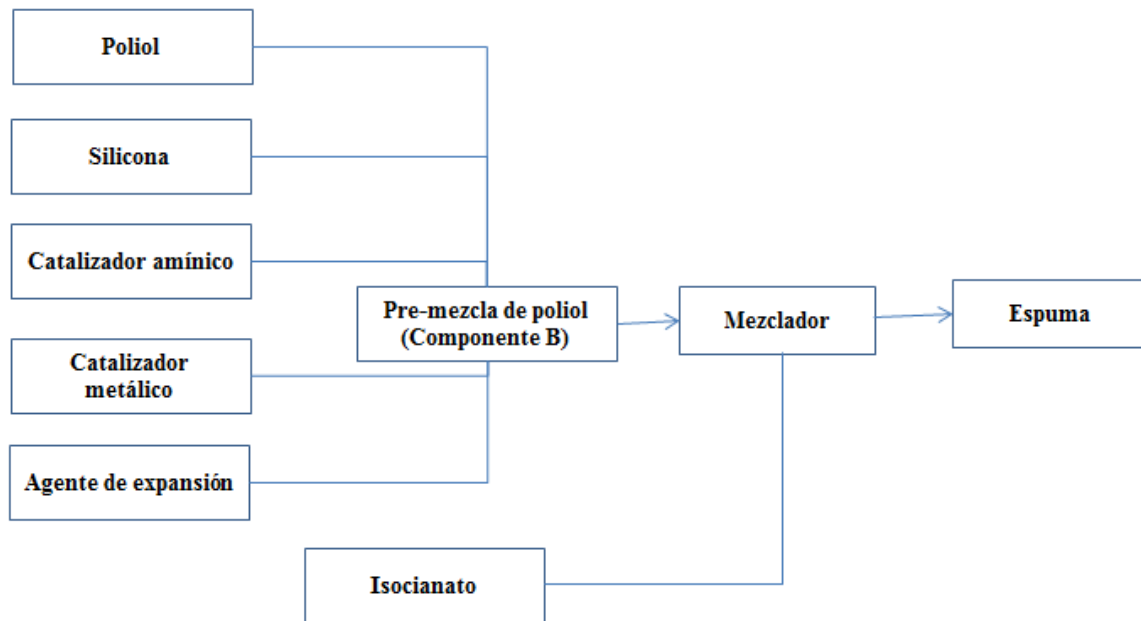 Poliol
Silicona
Catalizador amínico
Catalizador
metálico
Agente de expansión
Pre-mezcla de poliol
(Componente B)
Mezclador
Espuma
Isocianato